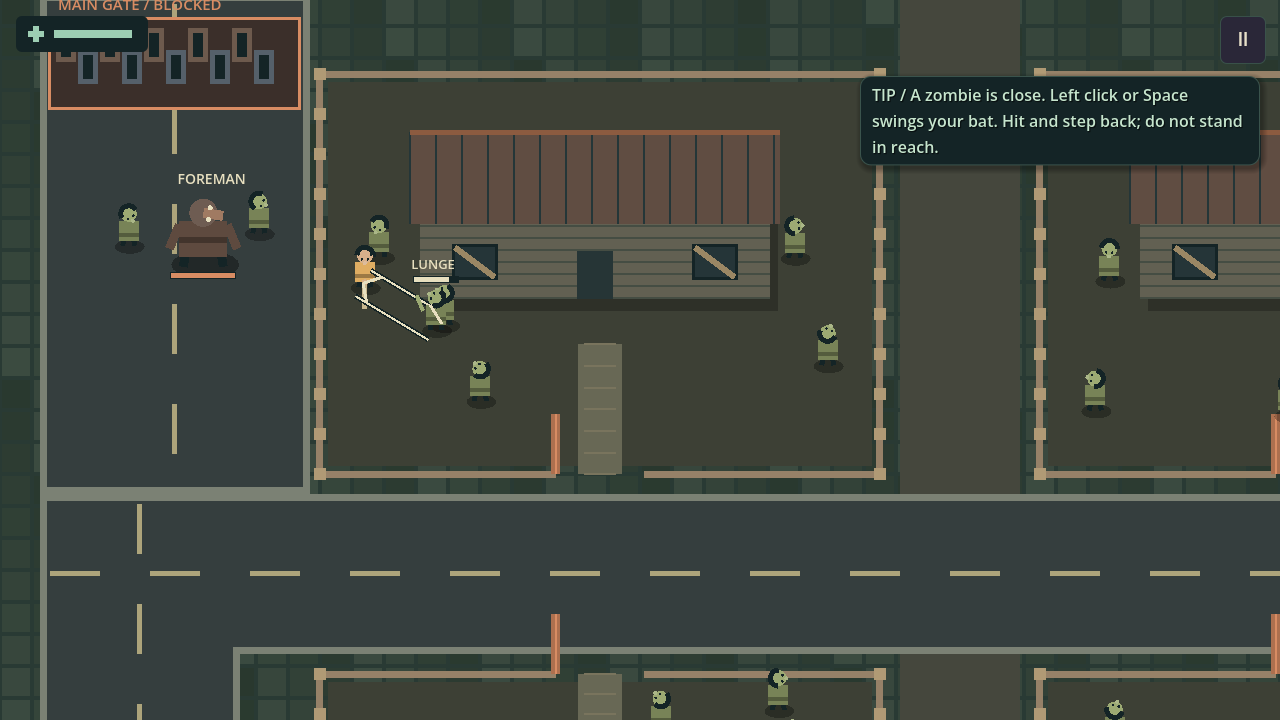 MAIN GATE / BLOCKED
TIP / A zombie is close. Left click or Space
swings your bat. Hit and step back; do not stand
in reach.
FOREMAN
LUNGE